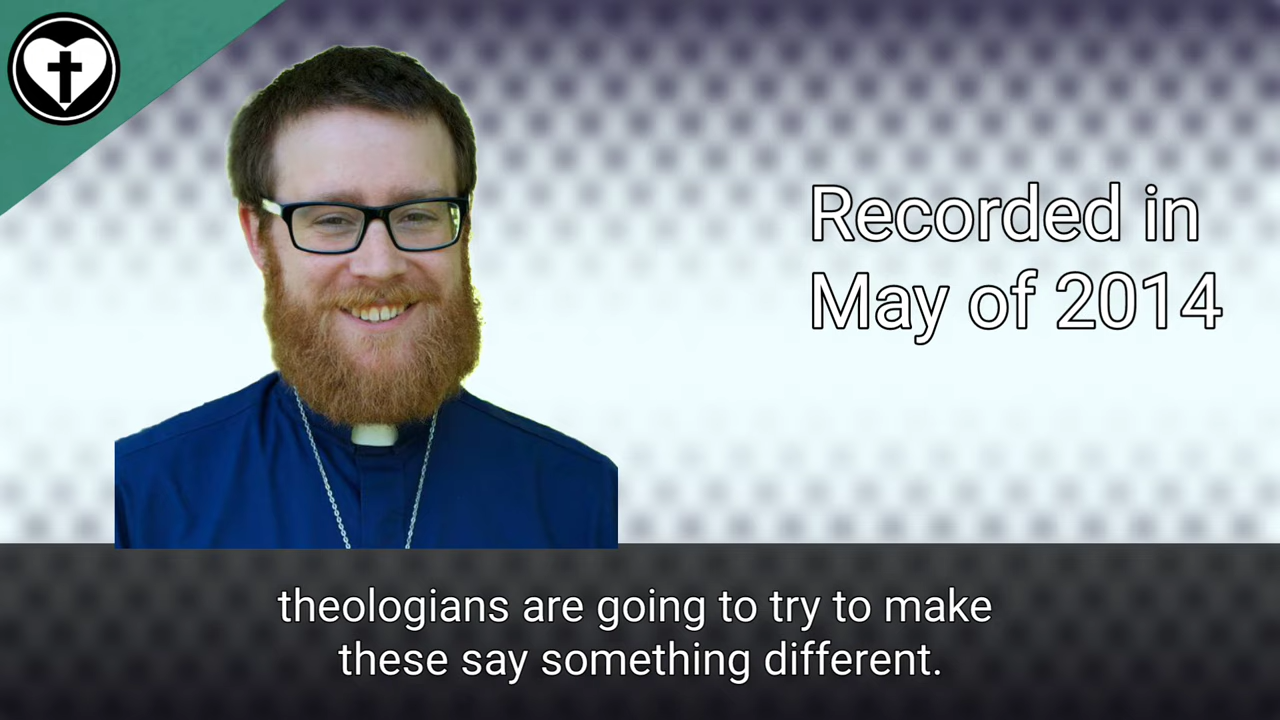 Recorded in
May of 2014
theologians are going to try to make
these say something different.